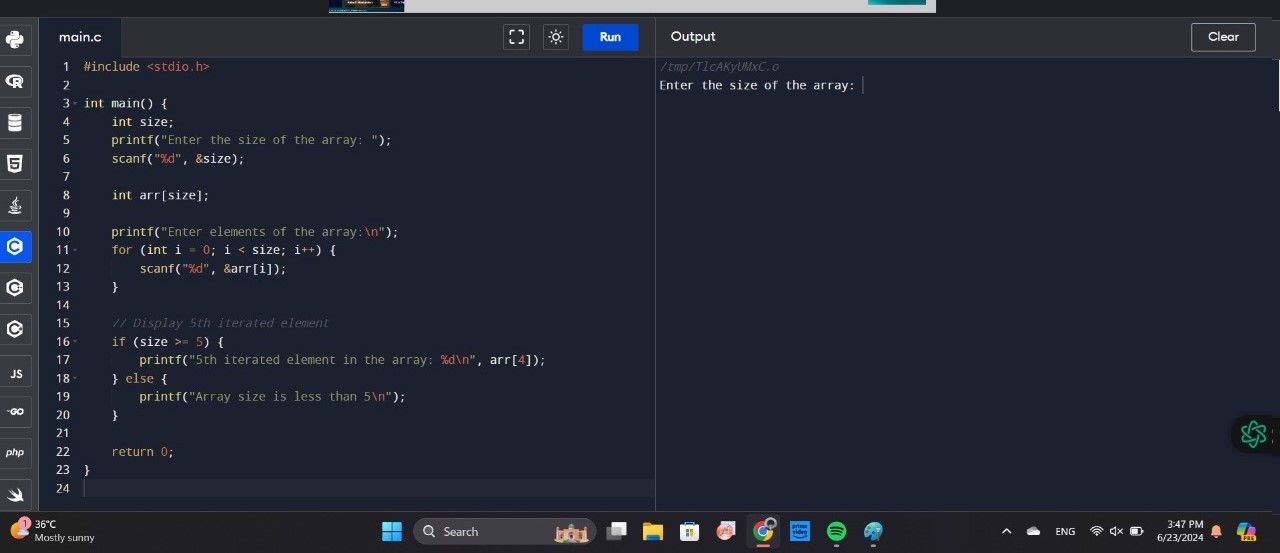 main.c
Run
Output
Clear
1 #include <stdio.h>
2
3 int main() {
4     int size;
5     printf("Enter the size of the array: ");
6     scanf("%d", &size);
7
8     int arr[size];
9
10     printf("Enter elements of the array:\n");
11     for (int i = 0; i < size; i++) {
12         scanf("%d", &arr[i]);
13     }
14
15     // Display 5th iterated element
16     if (size >= 5) {
17         printf("5th iterated element in the array: %d\n", arr[4]);
18     } else {
19         printf("Array size is less than 5\n");
20     }
21
22     return 0;
23 }
24
/tmp/TlcAKyUMxC.o
Enter the size of the array:
JS
GO
php
1
36°C
Mostly sunny
Search
prime video
ENG
3:47 PM
6/23/2024
PRE